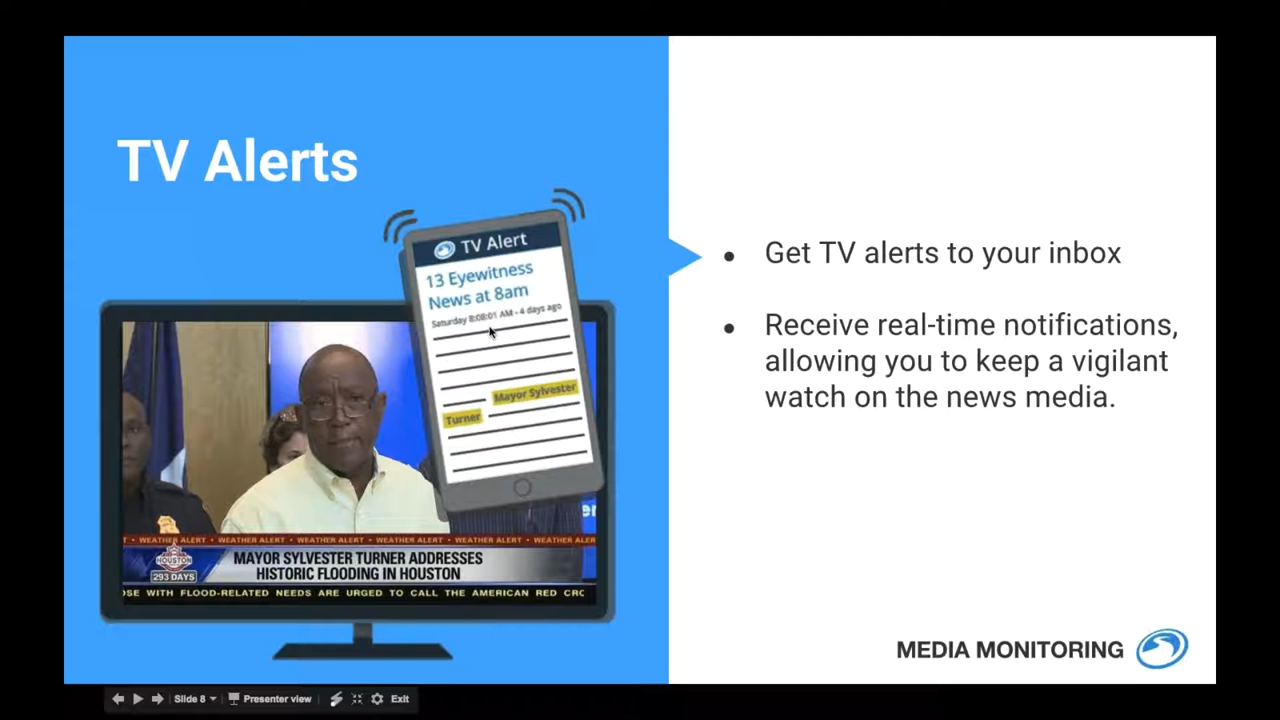 TV Alerts
TV Alert
13 Eyewitness
News at 8am
Saturday 8:08:01 AM - 4 days ago
Mayor Sylvester
Turner
WEATHER ALERT • WEATHER ALERT • WEATHER ALERT • WEATHER ALERT • WEATHER ALER
HOUSTON
293 DAYS
MAYOR SYLVESTER TURNER ADDRESSES
HISTORIC FLOODING IN HOUSTON
OSE WITH FLOOD-RELATED NEEDS ARE URGED TO CALL THE AMERICAN RED CRO
• Get TV alerts to your inbox
• Receive real-time notifications,
allowing you to keep a vigilant
watch on the news media.
MEDIA MONITORING
Slide 8
Presenter view
Exit